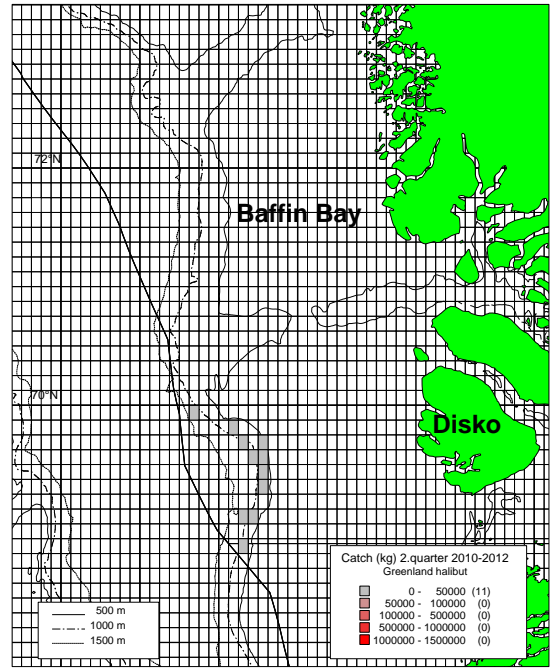 72°N
Baffin Bay
70°N
Disko
Catch (kg) 2.quarter 2010-2012
Greenland halibut
0 - 50000 (11)
50000 - 100000 (0)
100000 - 500000 (0)
500000 - 1000000 (0)
1000000 - 1500000 (0)
500 m
1000 m
1500 m